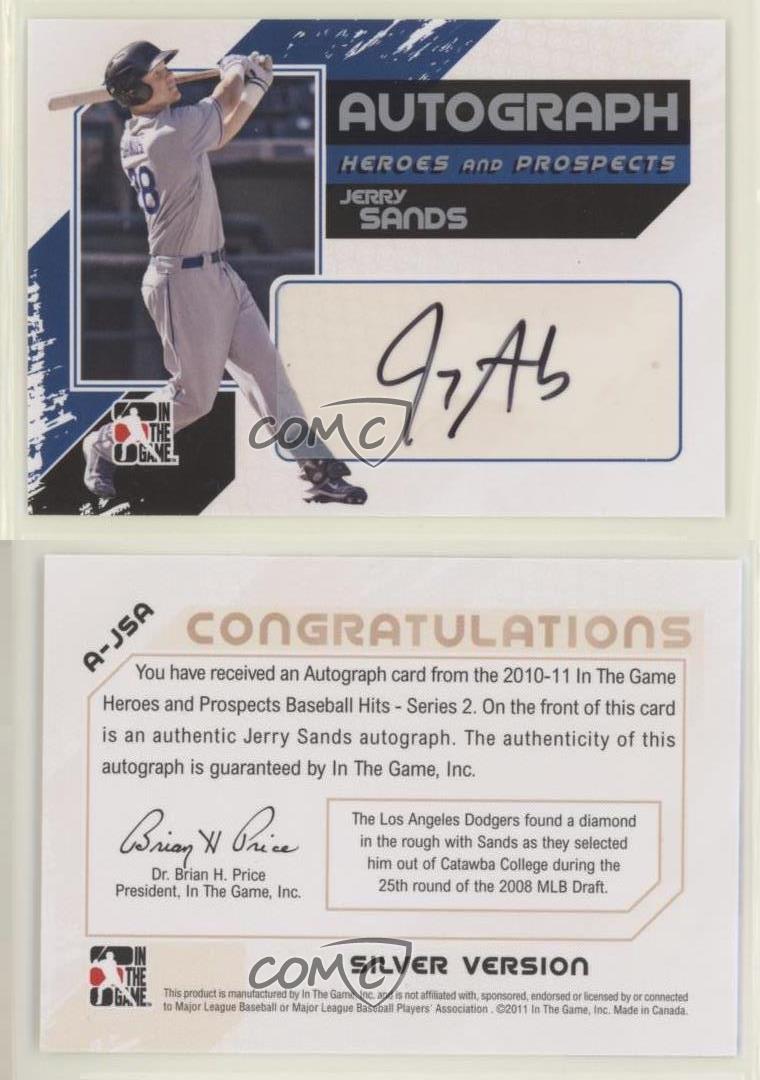 AUTOGRAPH
HEROES AND PROSPECTS
JERRY
SANDS
28
IN
THE
GAME
COMC
A-JSA
CONGRATULATIONS
You have received an Autograph card from the 2010-11 In The Game
Heroes and Prospects Baseball Hits - Series 2. On the front of this card
is an authentic Jerry Sands autograph. The authenticity of this
autograph is guaranteed by In The Game, Inc.
Brian H Price
Dr. Brian H. Price
President, In The Game, Inc.
The Los Angeles Dodgers found a diamond
in the rough with Sands as they selected
him out of Catawba College during the
25th round of the 2008 MLB Draft.
IN
THE
GAME
COMC
SILVER VERSION
This product is manufactured by In The Game, Inc. and is not affiliated with, sponsored, endorsed or licensed by or connected
to Major League Baseball or Major League Baseball Players' Association . ©2011 In The Game, Inc. Made in Canada.